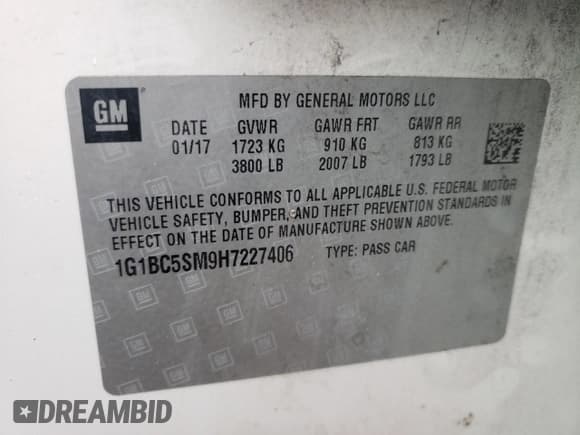 GM
MFD BY GENERAL MOTORS LLC
DATE GVWR GAWR FRT GAWR RR
01/17 1723 KG 910 KG 813 KG
3800 LB 2007 LB 1793 LB
THIS VEHICLE CONFORMS TO ALL APPLICABLE U.S. FEDERAL MOTOR
VEHICLE SAFETY, BUMPER, AND THEFT PREVENTION STANDARDS IN
EFFECT ON THE DATE OF MANUFACTURE SHOWN ABOVE.
1G1BC5SM9H7227406 TYPE: PASS CAR
DREAMBID